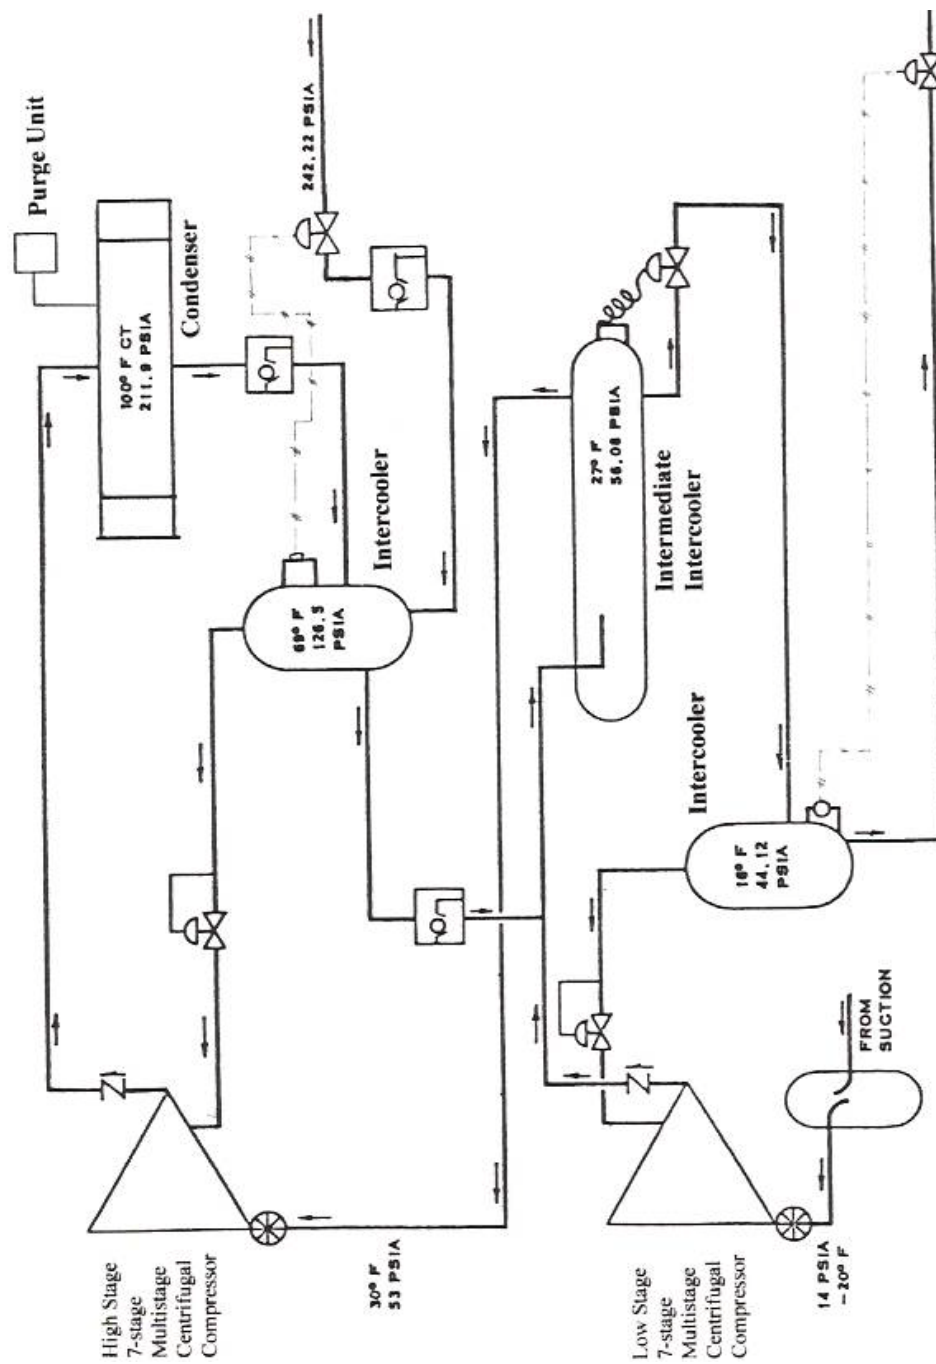 Purge Unit
100° F CT
211.9 PSIA
Condenser
242.22 PSIA
69° F
126.5
PSIA
Intercooler
High Stage
7-stage
Multistage
Centrifugal
Compressor
30° F
53 PSIA
27° F
56.08 PSIA
Intermediate
Intercooler
Intercooler
16° F
44.12
PSIA
FROM
SUCTION
14 PSIA
-20° F
Low Stage
7-stage
Multistage
Centrifugal
Compressor